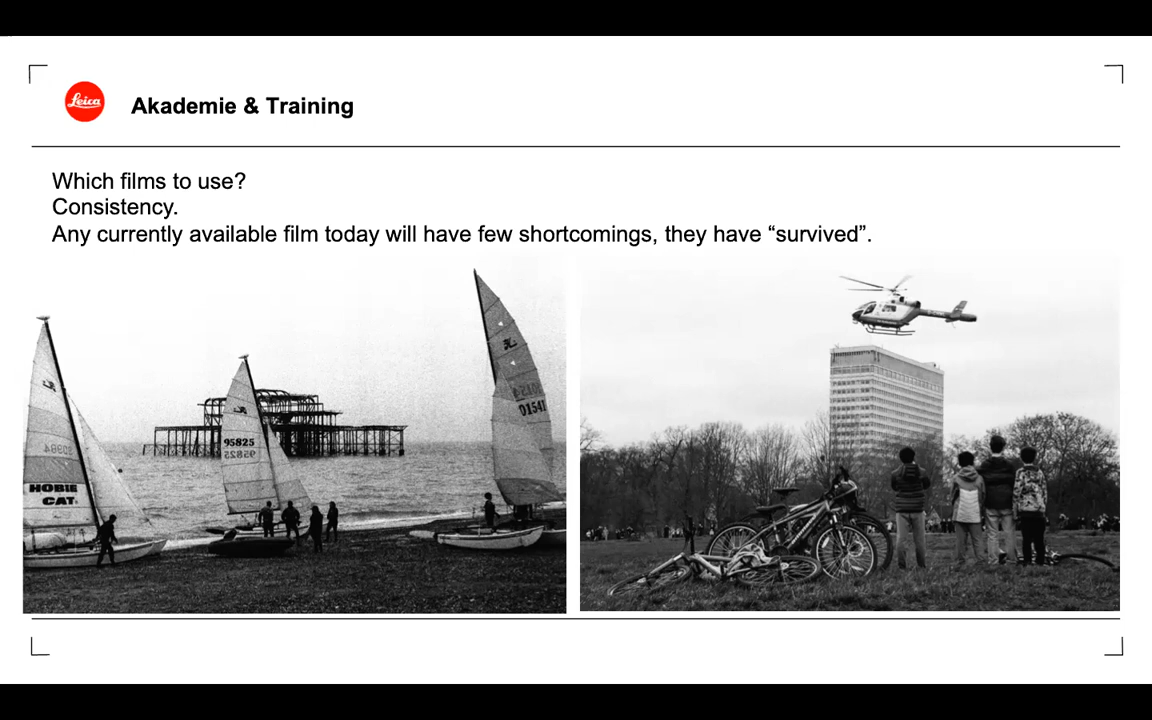 Leica
Akademie & Training
Which films to use?
Consistency.
Any currently available film today will have few shortcomings, they have “survived”.
95825
95825
01541
HOBIE
CAT